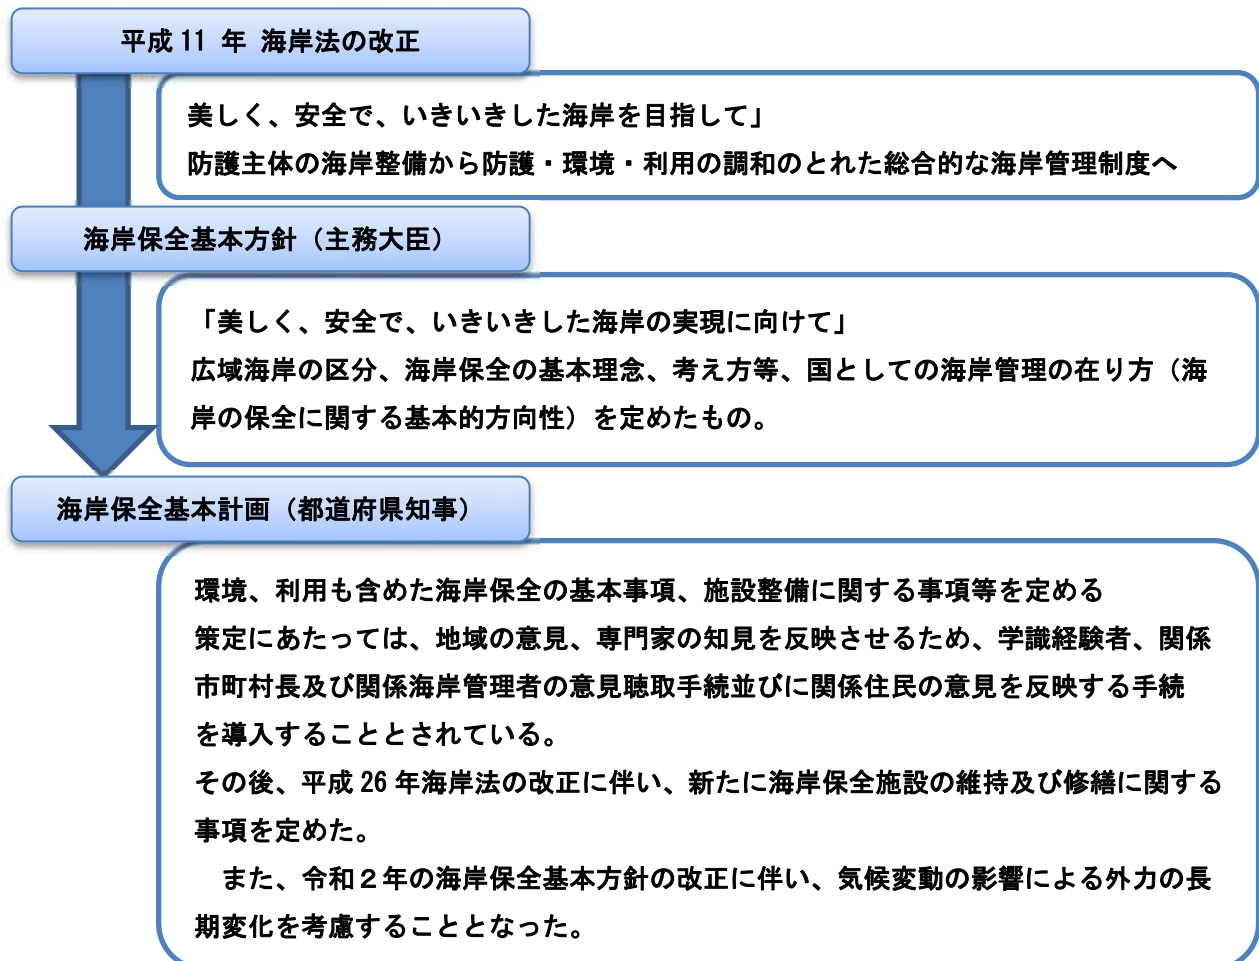 平成 11 年 海岸法の改正
美しく、安全で、いきいきした海岸を目指して」
防護主体の海岸整備から防護・環境・利用の調和のとれた総合的な海岸管理制度へ
海岸保全基本方針（主務大臣）
「美しく、安全で、いきいきした海岸の実現に向けて」
広域海岸の区分、海岸保全の基本理念、考え方等、国としての海岸管理の在り方（海
岸の保全に関する基本的方向性）を定めたもの。
海岸保全基本計画（都道府県知事）
環境、利用も含めた海岸保全の基本事項、施設整備に関する事項等を定める
策定にあたっては、地域の意見、専門家の知見を反映させるため、学識経験者、関係
市町村長及び関係海岸管理者の意見聴取手続並びに関係住民の意見を反映する手続
を導入することとされている。
その後、平成 26 年海岸法の改正に伴い、新たに海岸保全施設の維持及び修繕に関する
事項を定めた。
また、令和２年の海岸保全基本方針の改正に伴い、気候変動の影響による外力の長
期変化を考慮することとなった。